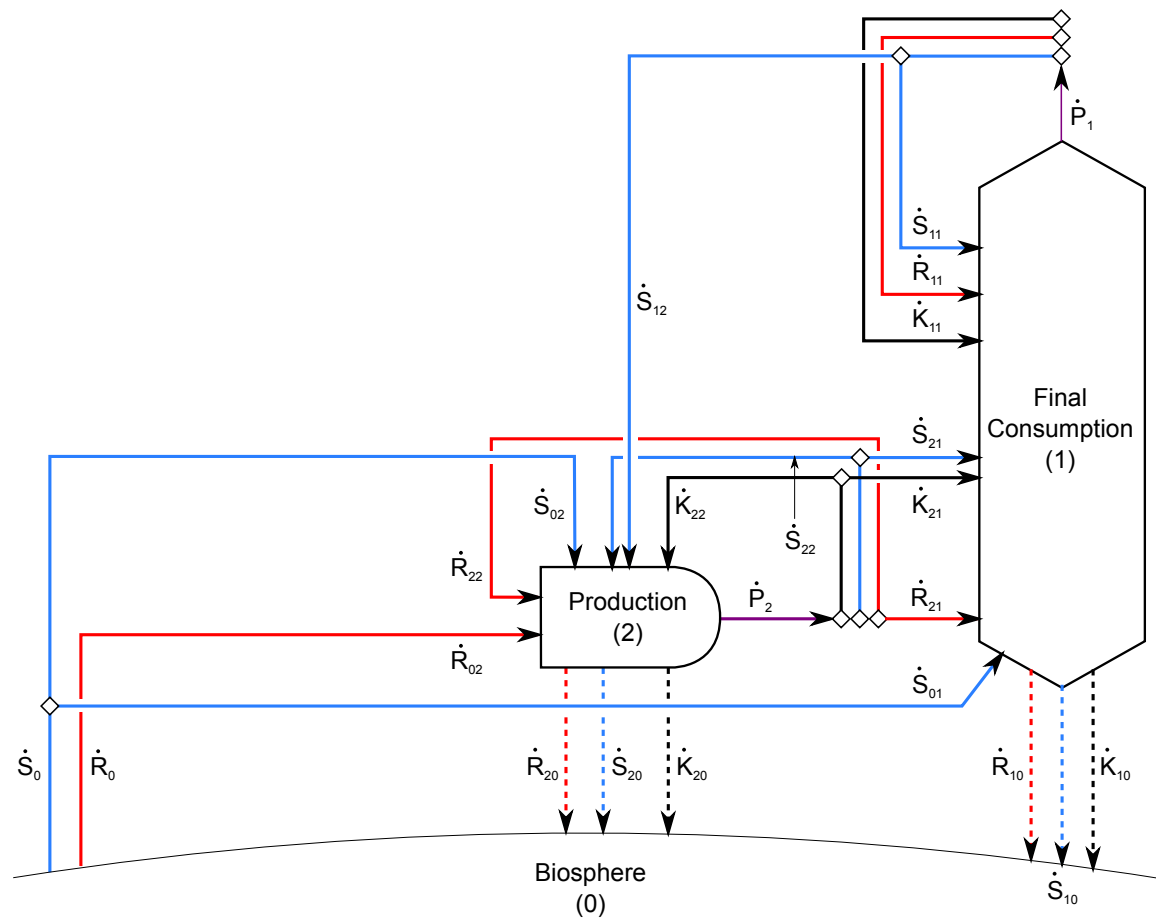 Ṗ₁
Ṡ₁₁
Ṙ₁₁
Ṡ₁₂
K̇₁₁
Final
Consumption
(1)
Ṡ₂₁
Ṡ₀₂
K̇₂₂
K̇₂₁
Ṡ₂₂
Ṙ₂₂
Production
(2)
Ṗ₂
Ṙ₂₁
Ṙ₀₂
Ṡ₀₁
Ṡ₀
Ṙ₀
Ṙ₂₀
Ṡ₂₀
K̇₂₀
Ṙ₁₀
K̇₁₀
Biosphere
(0)
Ṡ₁₀